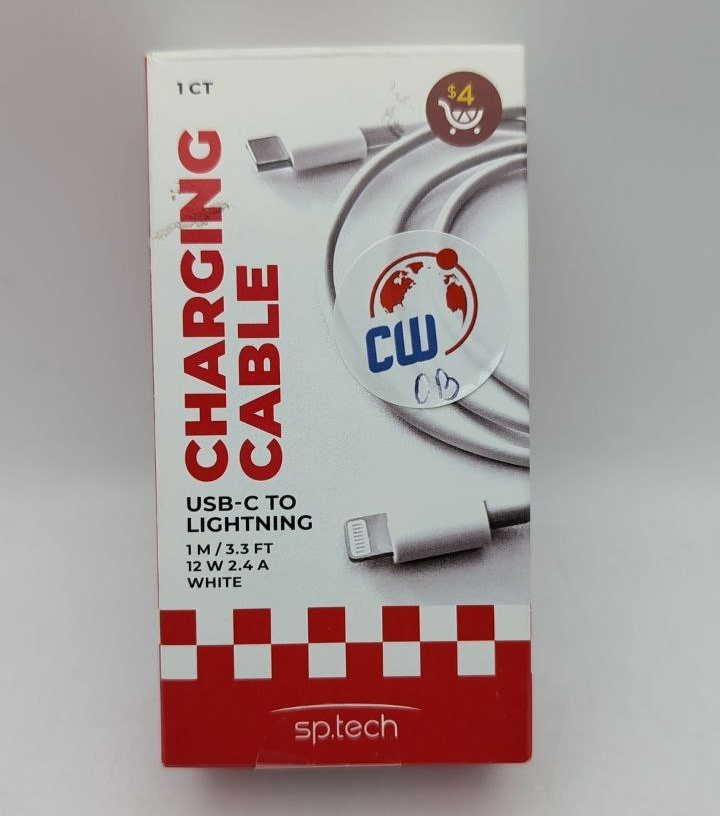 1 CT
$4
CHARGING
CABLE
CW
OB
USB-C TO
LIGHTNING
1 M / 3.3 FT
12 W 2.4 A
WHITE
sp.tech